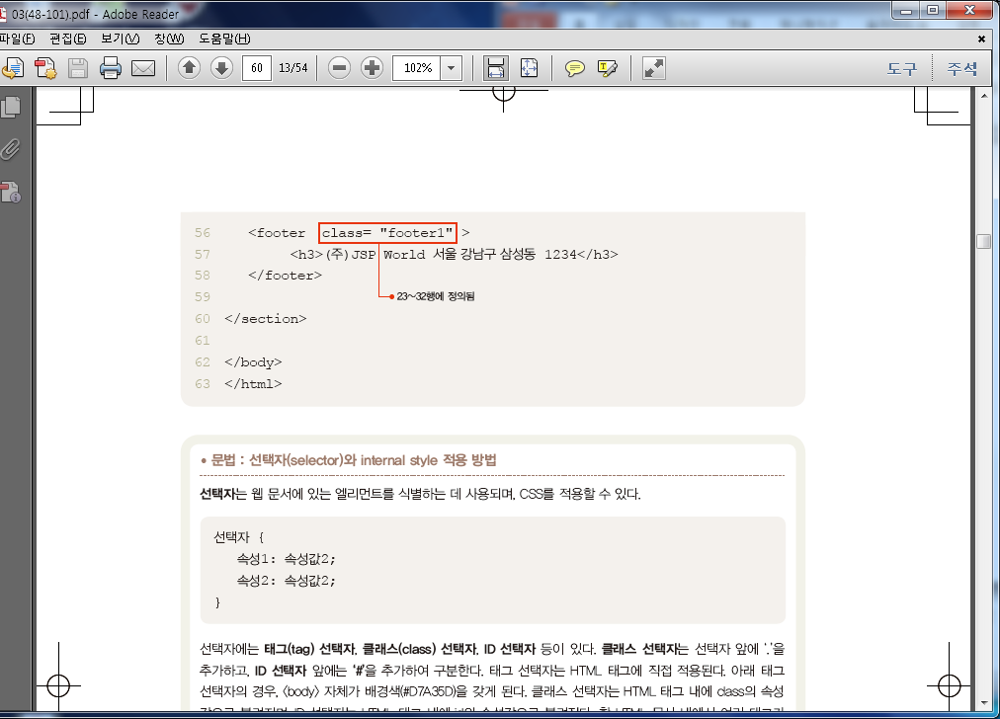 03(48-101).pdf - Adobe Reader
파일(F) 편집(E) 보기(V) 창(W) 도움말(H)
60 13/54 102% 도구 주석
56 <footer class= "footer1" >
57 <h3>(주)JSP World 서울 강남구 삼성동 1234</h3>
58 </footer>
59 23~32행에 정의됨
60 </section>
61
62 </body>
63 </html>
• 문법 : 선택자(selector)와 internal style 적용 방법
선택자는 웹 문서에 있는 엘리먼트를 식별하는 데 사용되며, CSS를 적용할 수 있다.
선택자 {
속성1: 속성값2;
속성2: 속성값2;
}
선택자에는 태그(tag) 선택자, 클래스(class) 선택자, ID 선택자 등이 있다. 클래스 선택자는 선택자 앞에 '.'을
추가하고, ID 선택자 앞에는 '#'을 추가하여 구분한다. 태그 선택자는 HTML 태그에 직접 적용된다. 아래 태그
선택자의 경우, <body> 자체가 배경색(#D7A35D)을 갖게 된다. 클래스 선택자는 HTML 태그 내에 class의 속성